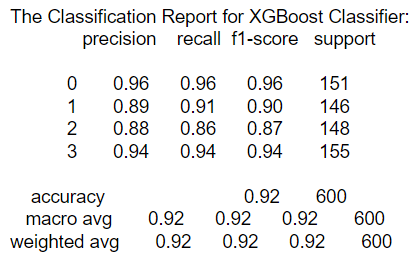 The Classification Report for XGBoost Classifier:
precision recall f1-score support
0 0.96 0.96 0.96 151
1 0.89 0.91 0.90 146
2 0.88 0.86 0.87 148
3 0.94 0.94 0.94 155
accuracy 0.92 600
macro avg 0.92 0.92 0.92 600
weighted avg 0.92 0.92 0.92 600